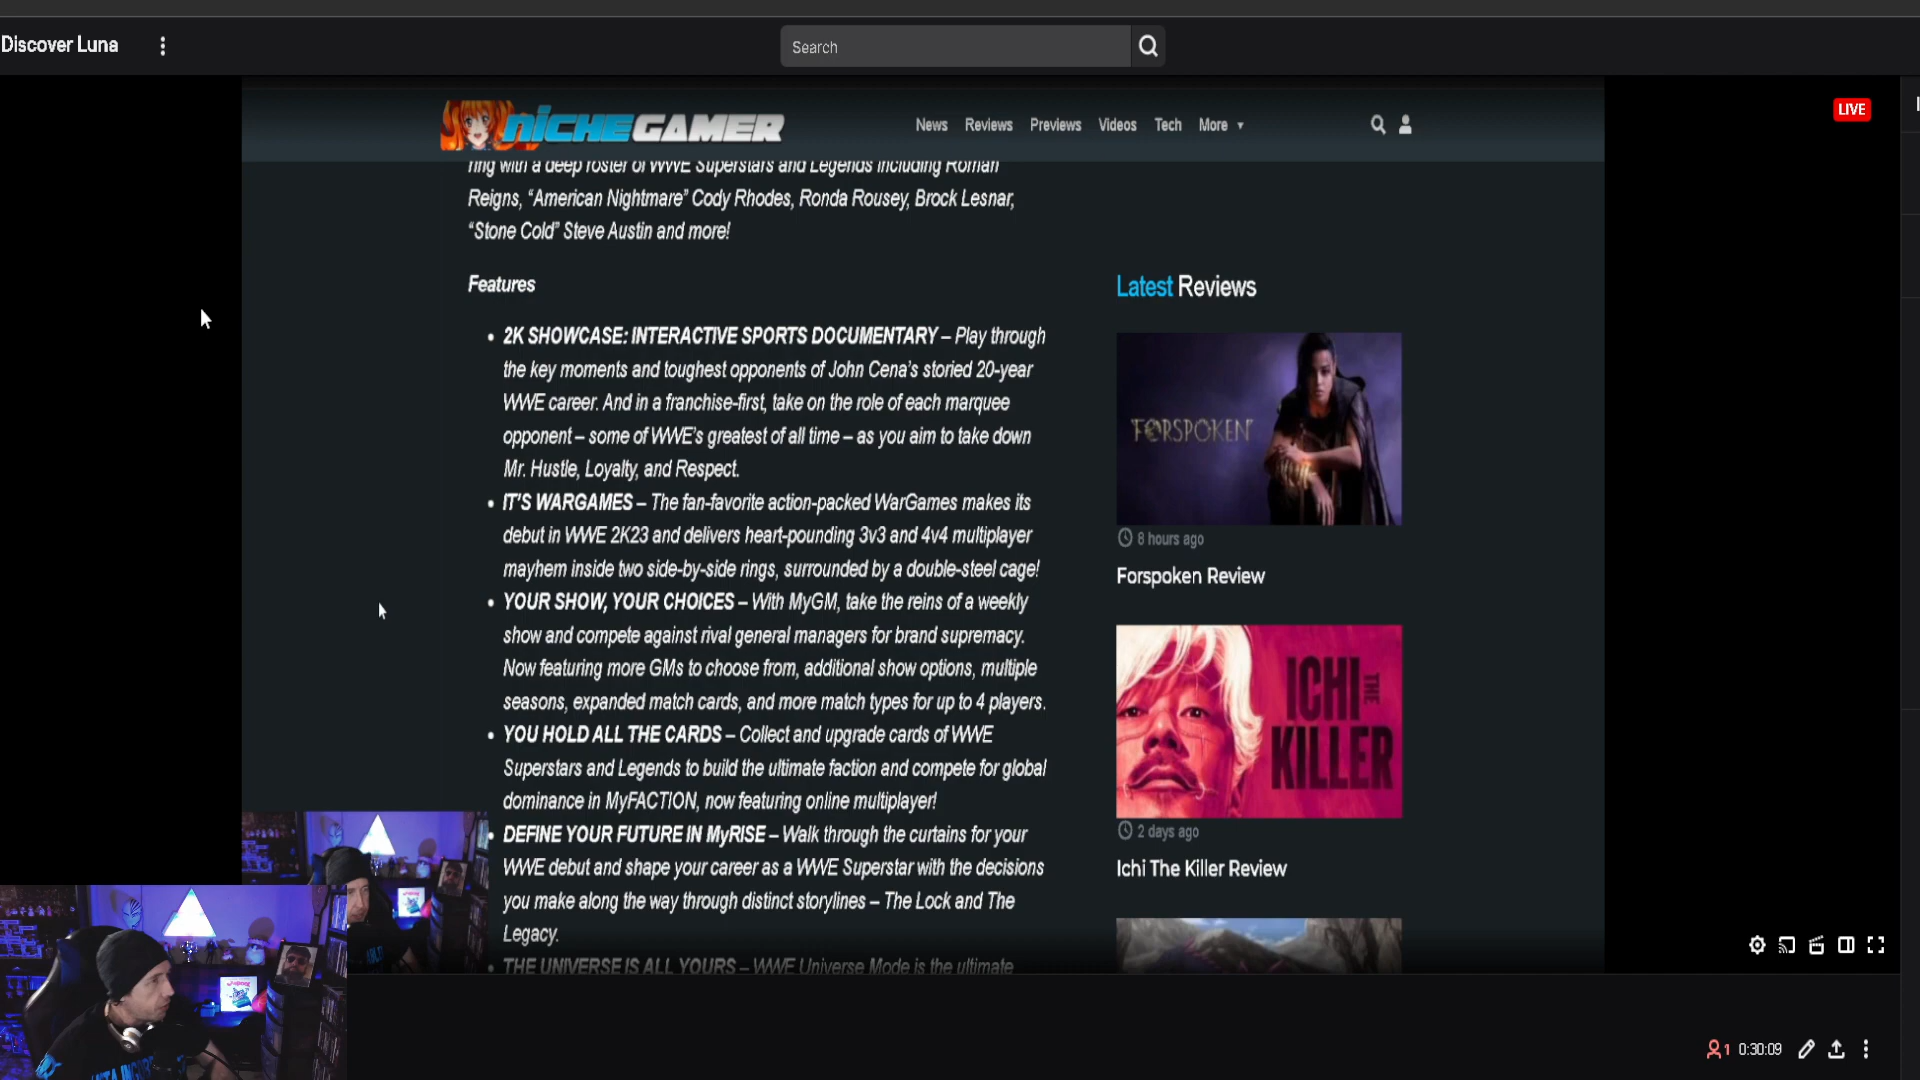 Discover Luna
Search
LIVE
NICHEGAMER
News
Reviews
Previews
Videos
Tech
More
ring with a deep roster of WWE Superstars and Legends including Roman
Reigns, “American Nightmare” Cody Rhodes, Ronda Rousey, Brock Lesnar,
“Stone Cold” Steve Austin and more!
Features
• 2K SHOWCASE: INTERACTIVE SPORTS DOCUMENTARY – Play through
the key moments and toughest opponents of John Cena’s storied 20-year
WWE career. And in a franchise-first, take on the role of each marquee
opponent – some of WWE’s greatest of all time – as you aim to take down
Mr. Hustle, Loyalty, and Respect.
• IT’S WARGAMES – The fan-favorite action-packed WarGames makes its
debut in WWE 2K23 and delivers heart-pounding 3v3 and 4v4 multiplayer
mayhem inside two side-by-side rings, surrounded by a double-steel cage!
• YOUR SHOW, YOUR CHOICES – With MyGM, take the reins of a weekly
show and compete against rival general managers for brand supremacy.
Now featuring more GMs to choose from, additional show options, multiple
seasons, expanded match cards, and more match types for up to 4 players.
• YOU HOLD ALL THE CARDS – Collect and upgrade cards of WWE
Superstars and Legends to build the ultimate faction and compete for global
dominance in MyFACTION, now featuring online multiplayer!
• DEFINE YOUR FUTURE IN MyRISE – Walk through the curtains for your
WWE debut and shape your career as a WWE Superstar with the decisions
you make along the way through distinct storylines – The Lock and The
Legacy.
• THE UNIVERSE IS ALL YOURS – WWE Universe Mode is the ultimate
Latest Reviews
FORSPOKEN
8 hours ago
Forspoken Review
ICHI THE
KILLER
2 days ago
Ichi The Killer Review
1 0:30:09